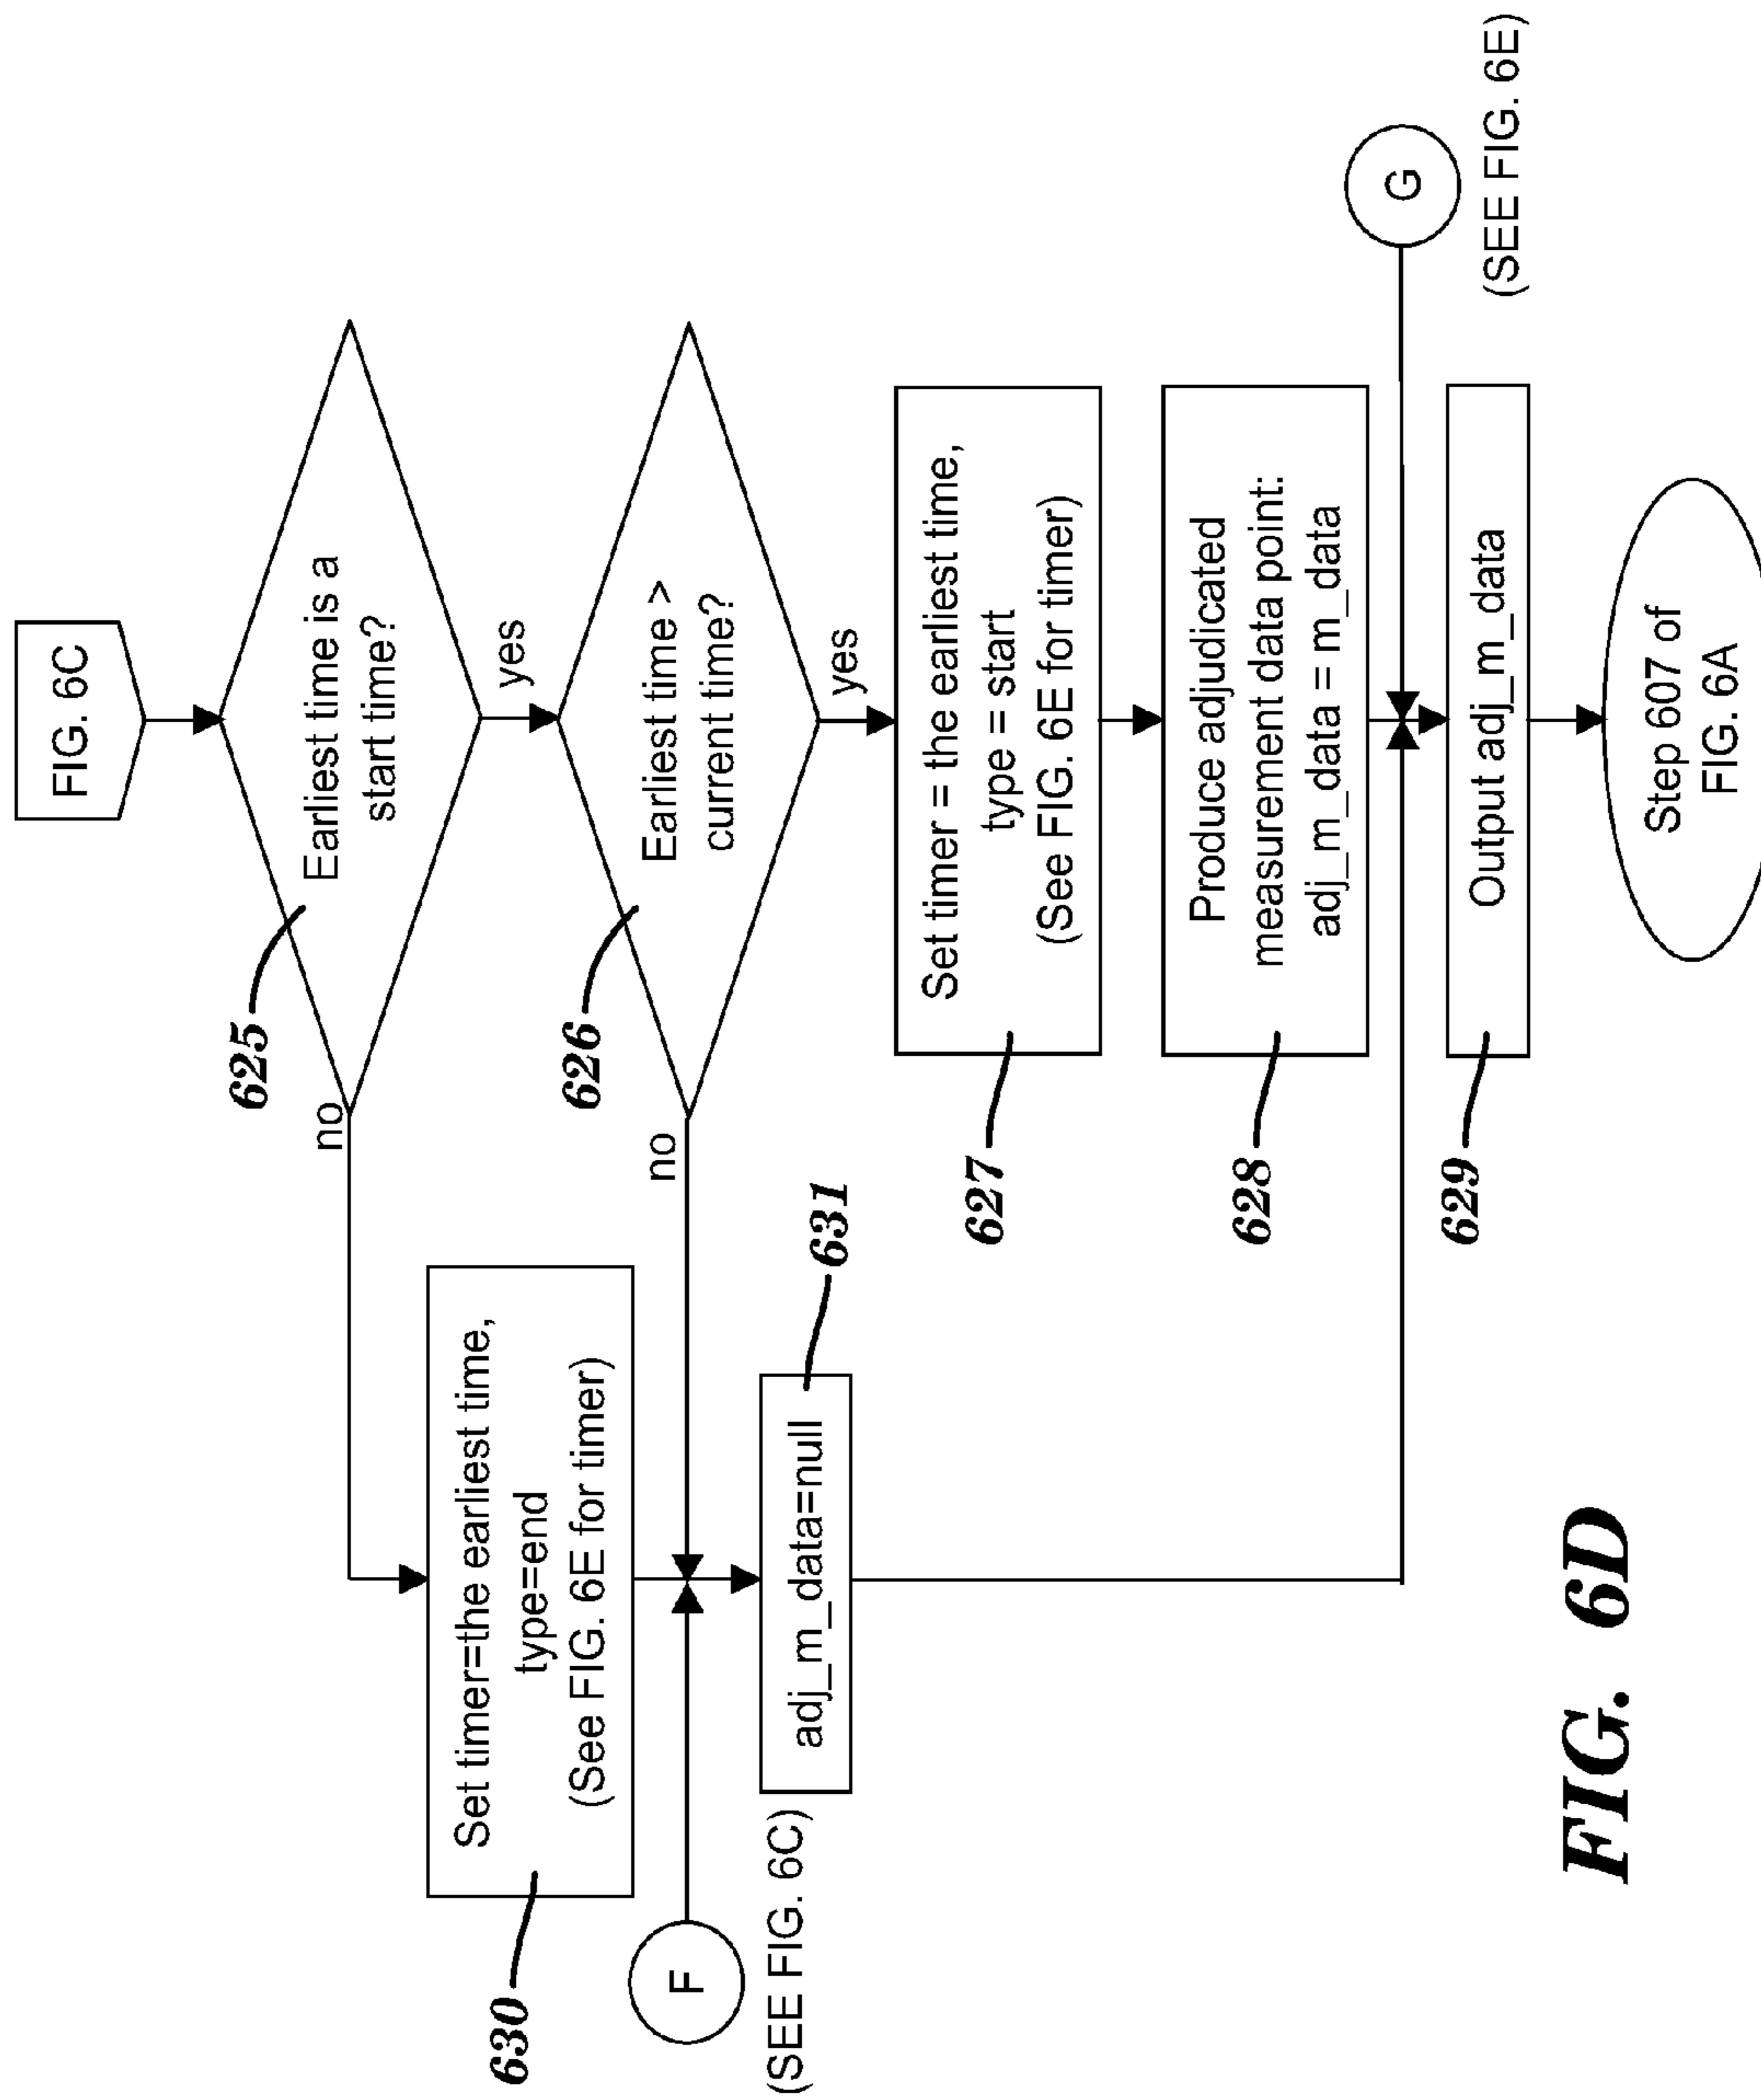 FIG. 6C
625
Earliest time is a
start time?
no
yes
626
Earliest time >
current time?
no
yes
630
Set timer=the earliest time,
type=end
(See FIG. 6E for timer)
F
(SEE FIG. 6C)
631
adj_m_data=null
627
Set timer = the earliest time,
type = start
(See FIG. 6E for timer)
628
Produce adjudicated
measurement data point:
adj_m_data = m_data
G
(SEE FIG. 6E)
629
Output adj_m_data
Step 607 of
FIG. 6A
FIG. 6D